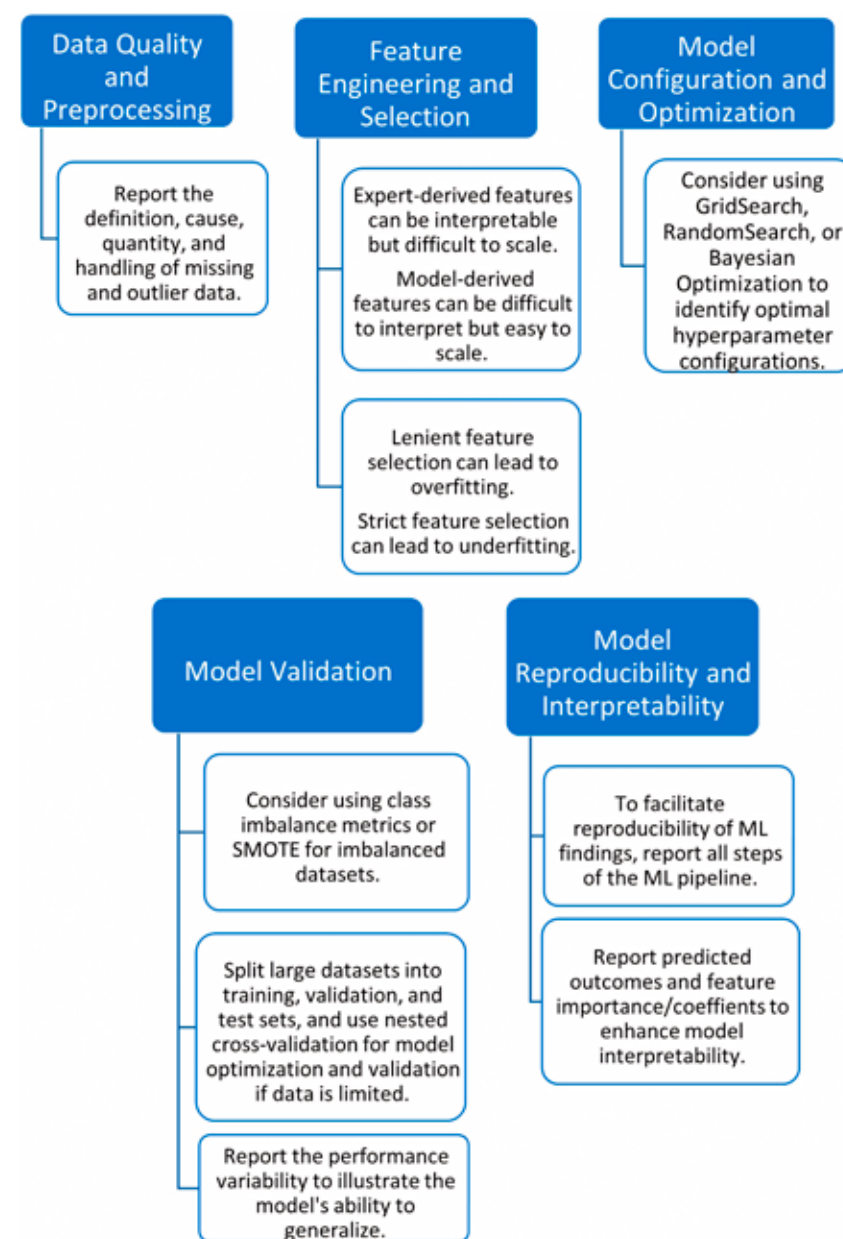 Data Quality
and
Preprocessing
Report the
definition, cause,
quantity, and
handling of missing
and outlier data.
Feature
Engineering and
Selection
Expert-derived features
can be interpretable
but difficult to scale.
Model-derived
features can be difficult
to interpret but easy to
scale.
Lenient feature
selection can lead to
overfitting.
Strict feature selection
can lead to underfitting.
Model
Configuration and
Optimization
Consider using
GridSearch,
RandomSearch, or
Bayesian
Optimization to
identify optimal
hyperparameter
configurations.
Model Validation
Consider using class
imbalance metrics or
SMOTE for imbalanced
datasets.
Split large datasets into
training, validation, and
test sets, and use nested
cross-validation for model
optimization and validation
if data is limited.
Report the performance
variability to illustrate the
model's ability to
generalize.
Model
Reproducibility and
Interpretability
To facilitate
reproducibility of ML
findings, report all steps
of the ML pipeline.
Report predicted
outcomes and feature
importance/coeffients to
enhance model
interpretability.